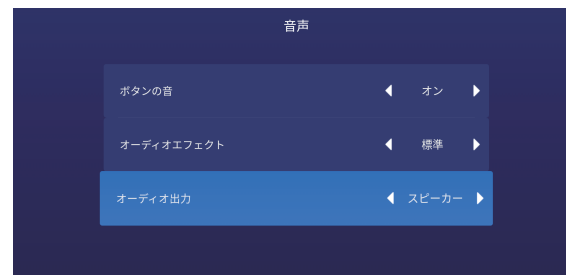 音声
ボタンの音 オン
オーディオエフェクト 標準
オーディオ出力 スピーカー